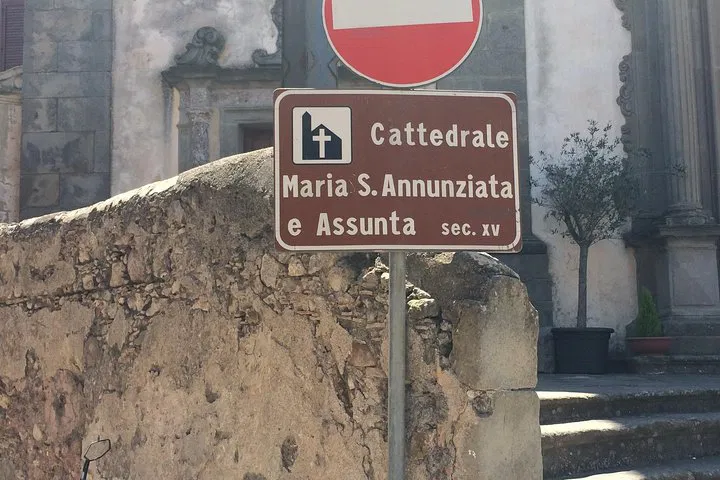 Cattedrale
Maria S. Annunziata
e Assunta sec. xv